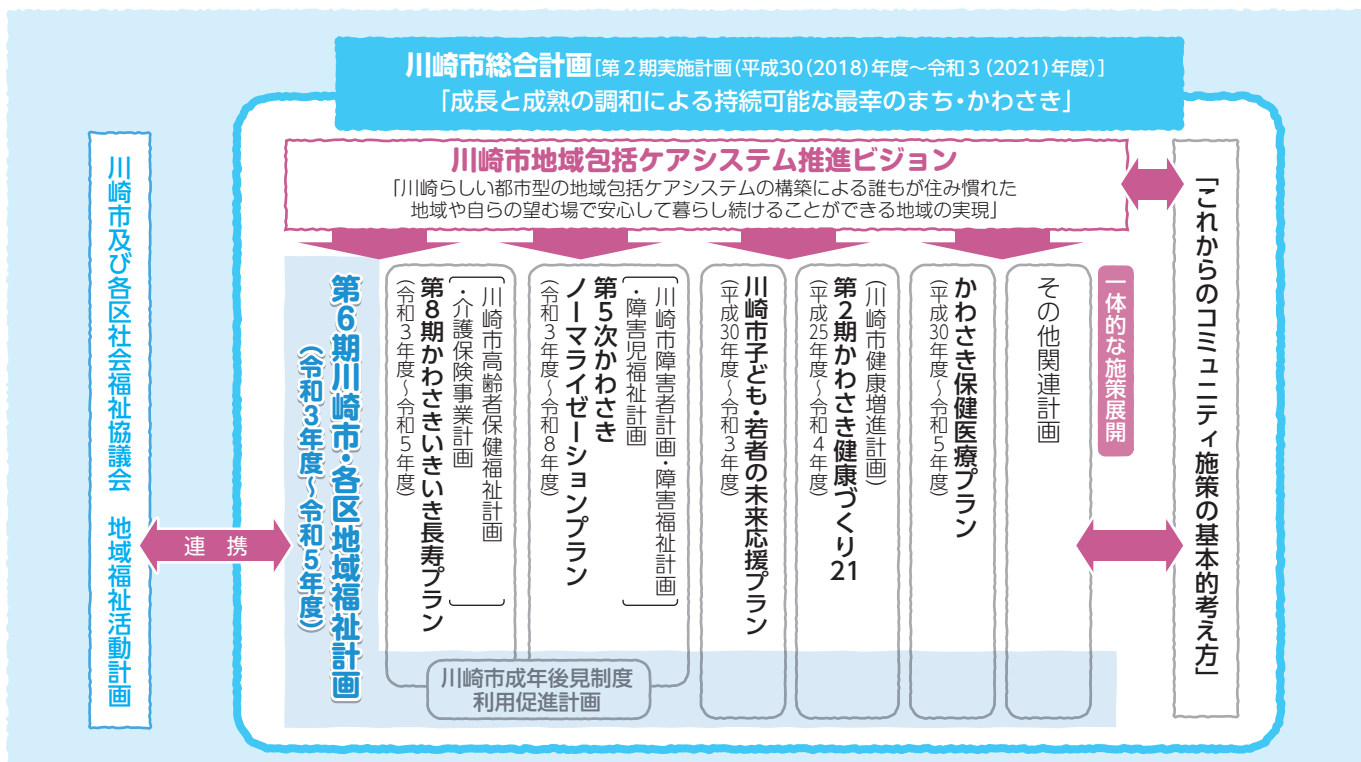 川崎市総合計画[第2期実施計画(平成30(2018)年度～令和3(2021)年度)]
「成長と成熟の調和による持続可能な最幸のまち・かわさき」
川崎市地域包括ケアシステム推進ビジョン
「川崎らしい都市型の地域包括ケアシステムの構築による誰もが住み慣れた
地域や自らの望む場で安心して暮らし続けることができる地域の実現」
川崎市及び各区社会福祉協議会 地域福祉活動計画
連携
第6期川崎市・各区地域福祉計画
(令和3年度～令和5年度)
川崎市高齢者保健福祉計画
・介護保険事業計画
第8期かわさきいきいき長寿プラン
(令和3年度～令和5年度)
川崎市障害者計画・障害福祉計画
・障害児福祉計画
第5次かわさき
ノーマライゼーションプラン
(令和3年度～令和8年度)
川崎市成年後見制度
利用促進計画
川崎市子ども・若者の未来応援プラン
(平成30年度～令和3年度)
(川崎市健康増進計画)
第2期かわさき健康づくり21
(平成25年度～令和4年度)
かわさき保健医療プラン
(平成30年度～令和5年度)
その他関連計画
一体的な施策展開
「これからのコミュニティ施策の基本的考え方」